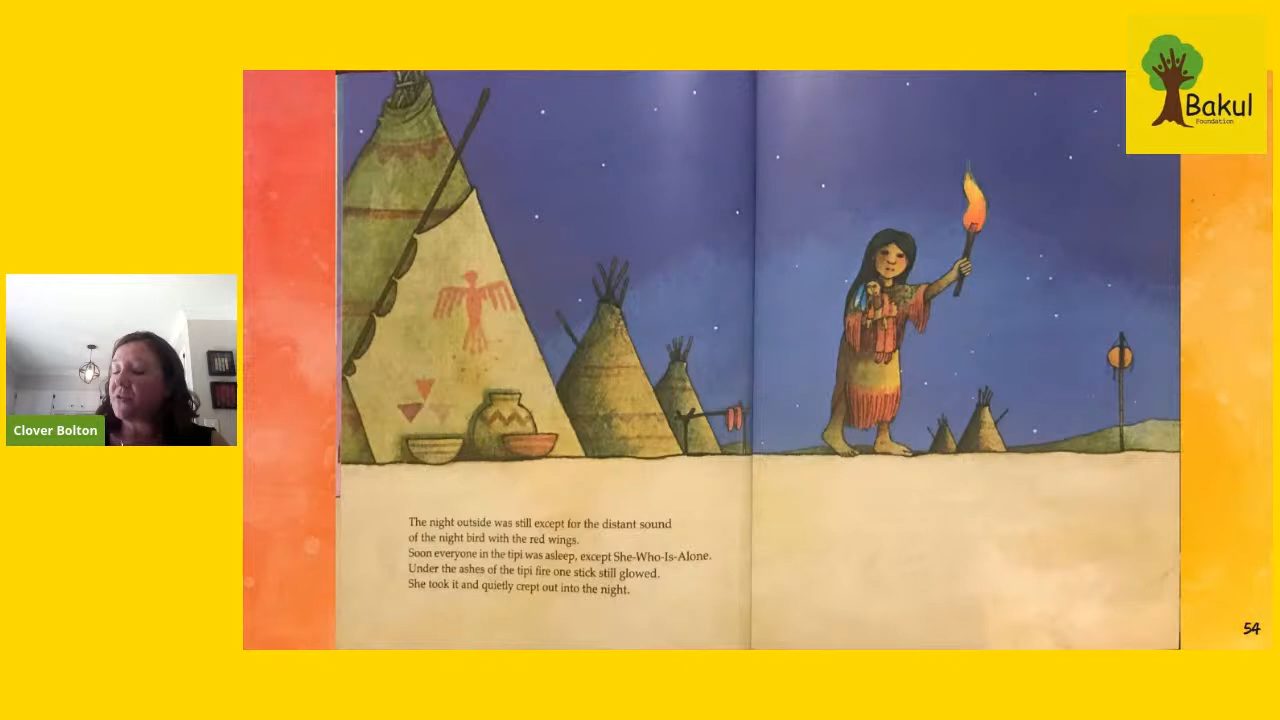 Bakul
Foundation
Clover Bolton
The night outside was still except for the distant sound
of the night bird with the red wings.
Soon everyone in the tipi was asleep, except She-Who-Is-Alone.
Under the ashes of the tipi fire one stick still glowed.
She took it and quietly crept out into the night.
54